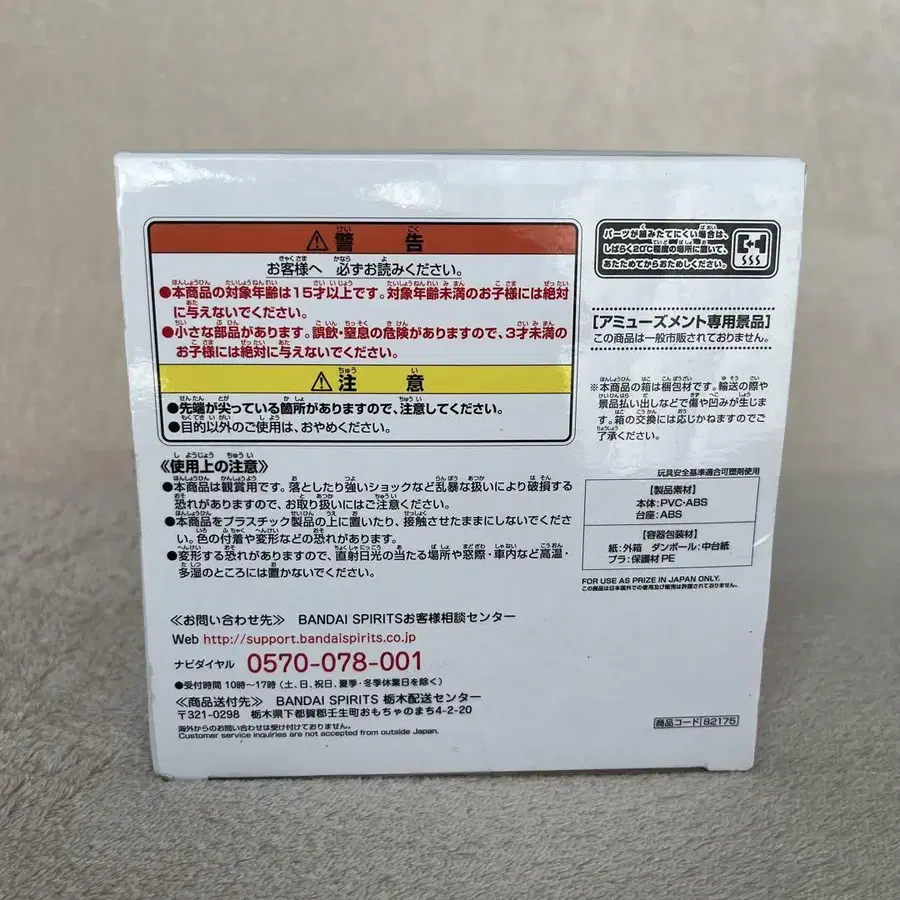 ⚠警告
お客様へ 必ずお読みください。
●本商品の対象年齢は15才以上です。対象年齢未満のお子様には絶対
に与えないでください。
●小さな部品があります。誤飲・窒息の危険がありますので、3才未満の
お子様には絶対に与えないでください。
⚠注意
●先端が尖っている箇所がありますので、注意してください。
●目的以外のご使用は、おやめください。
《使用上の注意》
●本商品は観賞用です。落としたり強いショックなど乱暴な扱いにより破損する
恐れがありますので、お取り扱いにはご注意ください。
●本商品をプラスチック製品の上に置いたり、接触させたままにしないでくださ
い。色の付着や変形などの恐れがあります。
●変形する恐れがありますので、直射日光の当たる場所や窓際・車内など高温・
多湿のところには置かないでください。
≪お問い合わせ先≫ BANDAI SPIRITSお客様相談センター
Web http://support.bandaispirits.co.jp
ナビダイヤル 0570-078-001
●受付時間 10時〜17時(土、日、祝日、夏季・冬季休業日を除く)
≪商品送付先≫ BANDAI SPIRITS 栃木配送センター
〒321-0298 栃木県下都賀郡壬生町おもちゃのまち4-2-20
海外からのお問い合わせは受け付けておりません。
Customer service inquiries are not accepted from outside Japan.
パーツが組みたてにくい場合は、
しばらく20℃程度の場所に置いて、
あたためてからおためしください。
[アミューズメント専用景品]
この商品は一般市販されておりません。
※本商品の箱は梱包材です。輸送の際や
景品払い出しなどで傷や凹みが生じま
す。箱の交換には応じかねますのでご
了承ください。
玩具安全基準適合可塑剤使用
【製品素材】
本体:PVC・ABS
台座:ABS
【容器包装材】
紙:外箱 ダンボール:中台紙
プラ:保護材PE
FOR USE AS PRIZE IN JAPAN ONLY.
この商品は日本国外での使用及び販売は許諾されておりません。
商品コード 82175